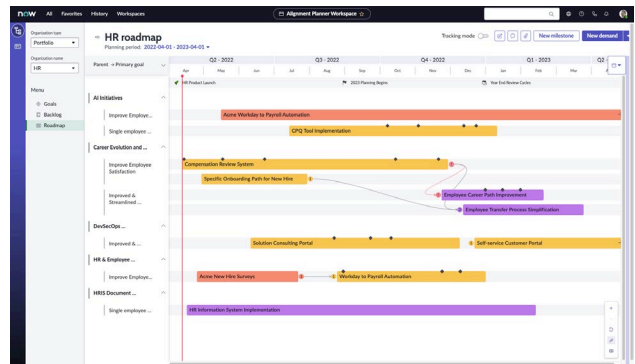 now All Favorites History Workspaces
Alignment Planner Workspace ☆
Organization type
Portfolio
Organization name
HR
Menu
Goals
Backlog
Roadmap
HR roadmap
Planning period: 2022-04-01 - 2023-04-01
Tracking mode
New milestone
New demand
Parent -> Primary goal
Q2 - 2022 Q3 - 2022 Q4 - 2022 Q1 - 2023 Q2
Apr May Jun Jul Aug Sep Oct Nov Dec Jan Feb Mar
HR Product Launch
2023 Planning Begins
Year End Review Cycles
AI Initiatives
Improve Employe...
Acme Workday to Payroll Automation
Single employee ...
CPQ Tool Implementation
Career Evolution and ...
Improve Employee
Satisfaction
Compensation Review System
Specific Onboarding Path for New Hire
Improved &
Streamlined ...
Employee Career Path Improvement
Employee Transfer Process Simplification
DevSecOps ...
Improved & ...
Solution Consulting Portal
Self-service Customer Portal
HR & Employee ...
Improve Employe...
Acme New Hire Surveys
Workday to Payroll Automation
HRIS Document ...
Single employee ...
HR Information System Implementation